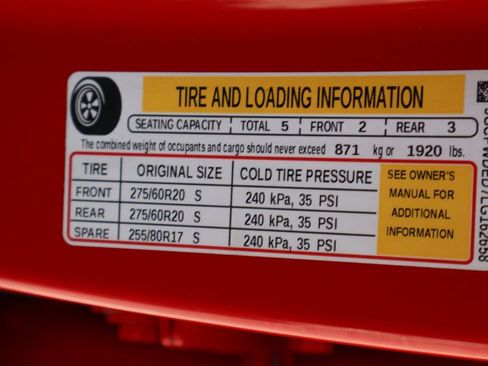 TIRE AND LOADING INFORMATION
SEATING CAPACITY TOTAL 5 FRONT 2 REAR 3
The combined weight of occupants and cargo should never exceed 871 kg or 1920 lbs.
TIRE ORIGINAL SIZE COLD TIRE PRESSURE
FRONT 275/60R20 S 240 kPa, 35 PSI
REAR 275/60R20 S 240 kPa, 35 PSI
SPARE 255/80R17 S 240 kPa, 35 PSI
SEE OWNER'S
MANUAL FOR
ADDITIONAL
INFORMATION